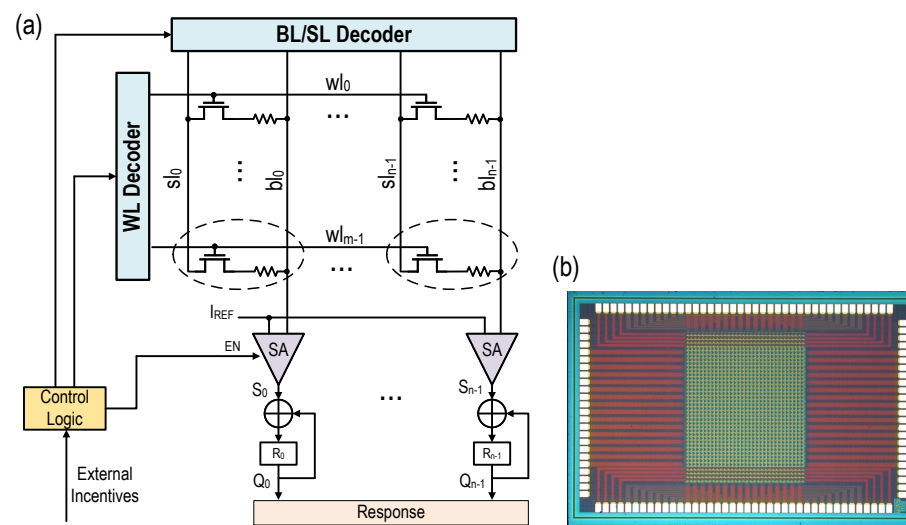 (a)
BL/SL Decoder
wl0
...
WL Decoder
sl0
...
bl0
sln-1
...
bln-1
wlm-1
...
IREF
EN
SA
SA
S0
...
Sn-1
Control
Logic
R0
Rn-1
External
Incentives
Q0
Qn-1
Response
(b)